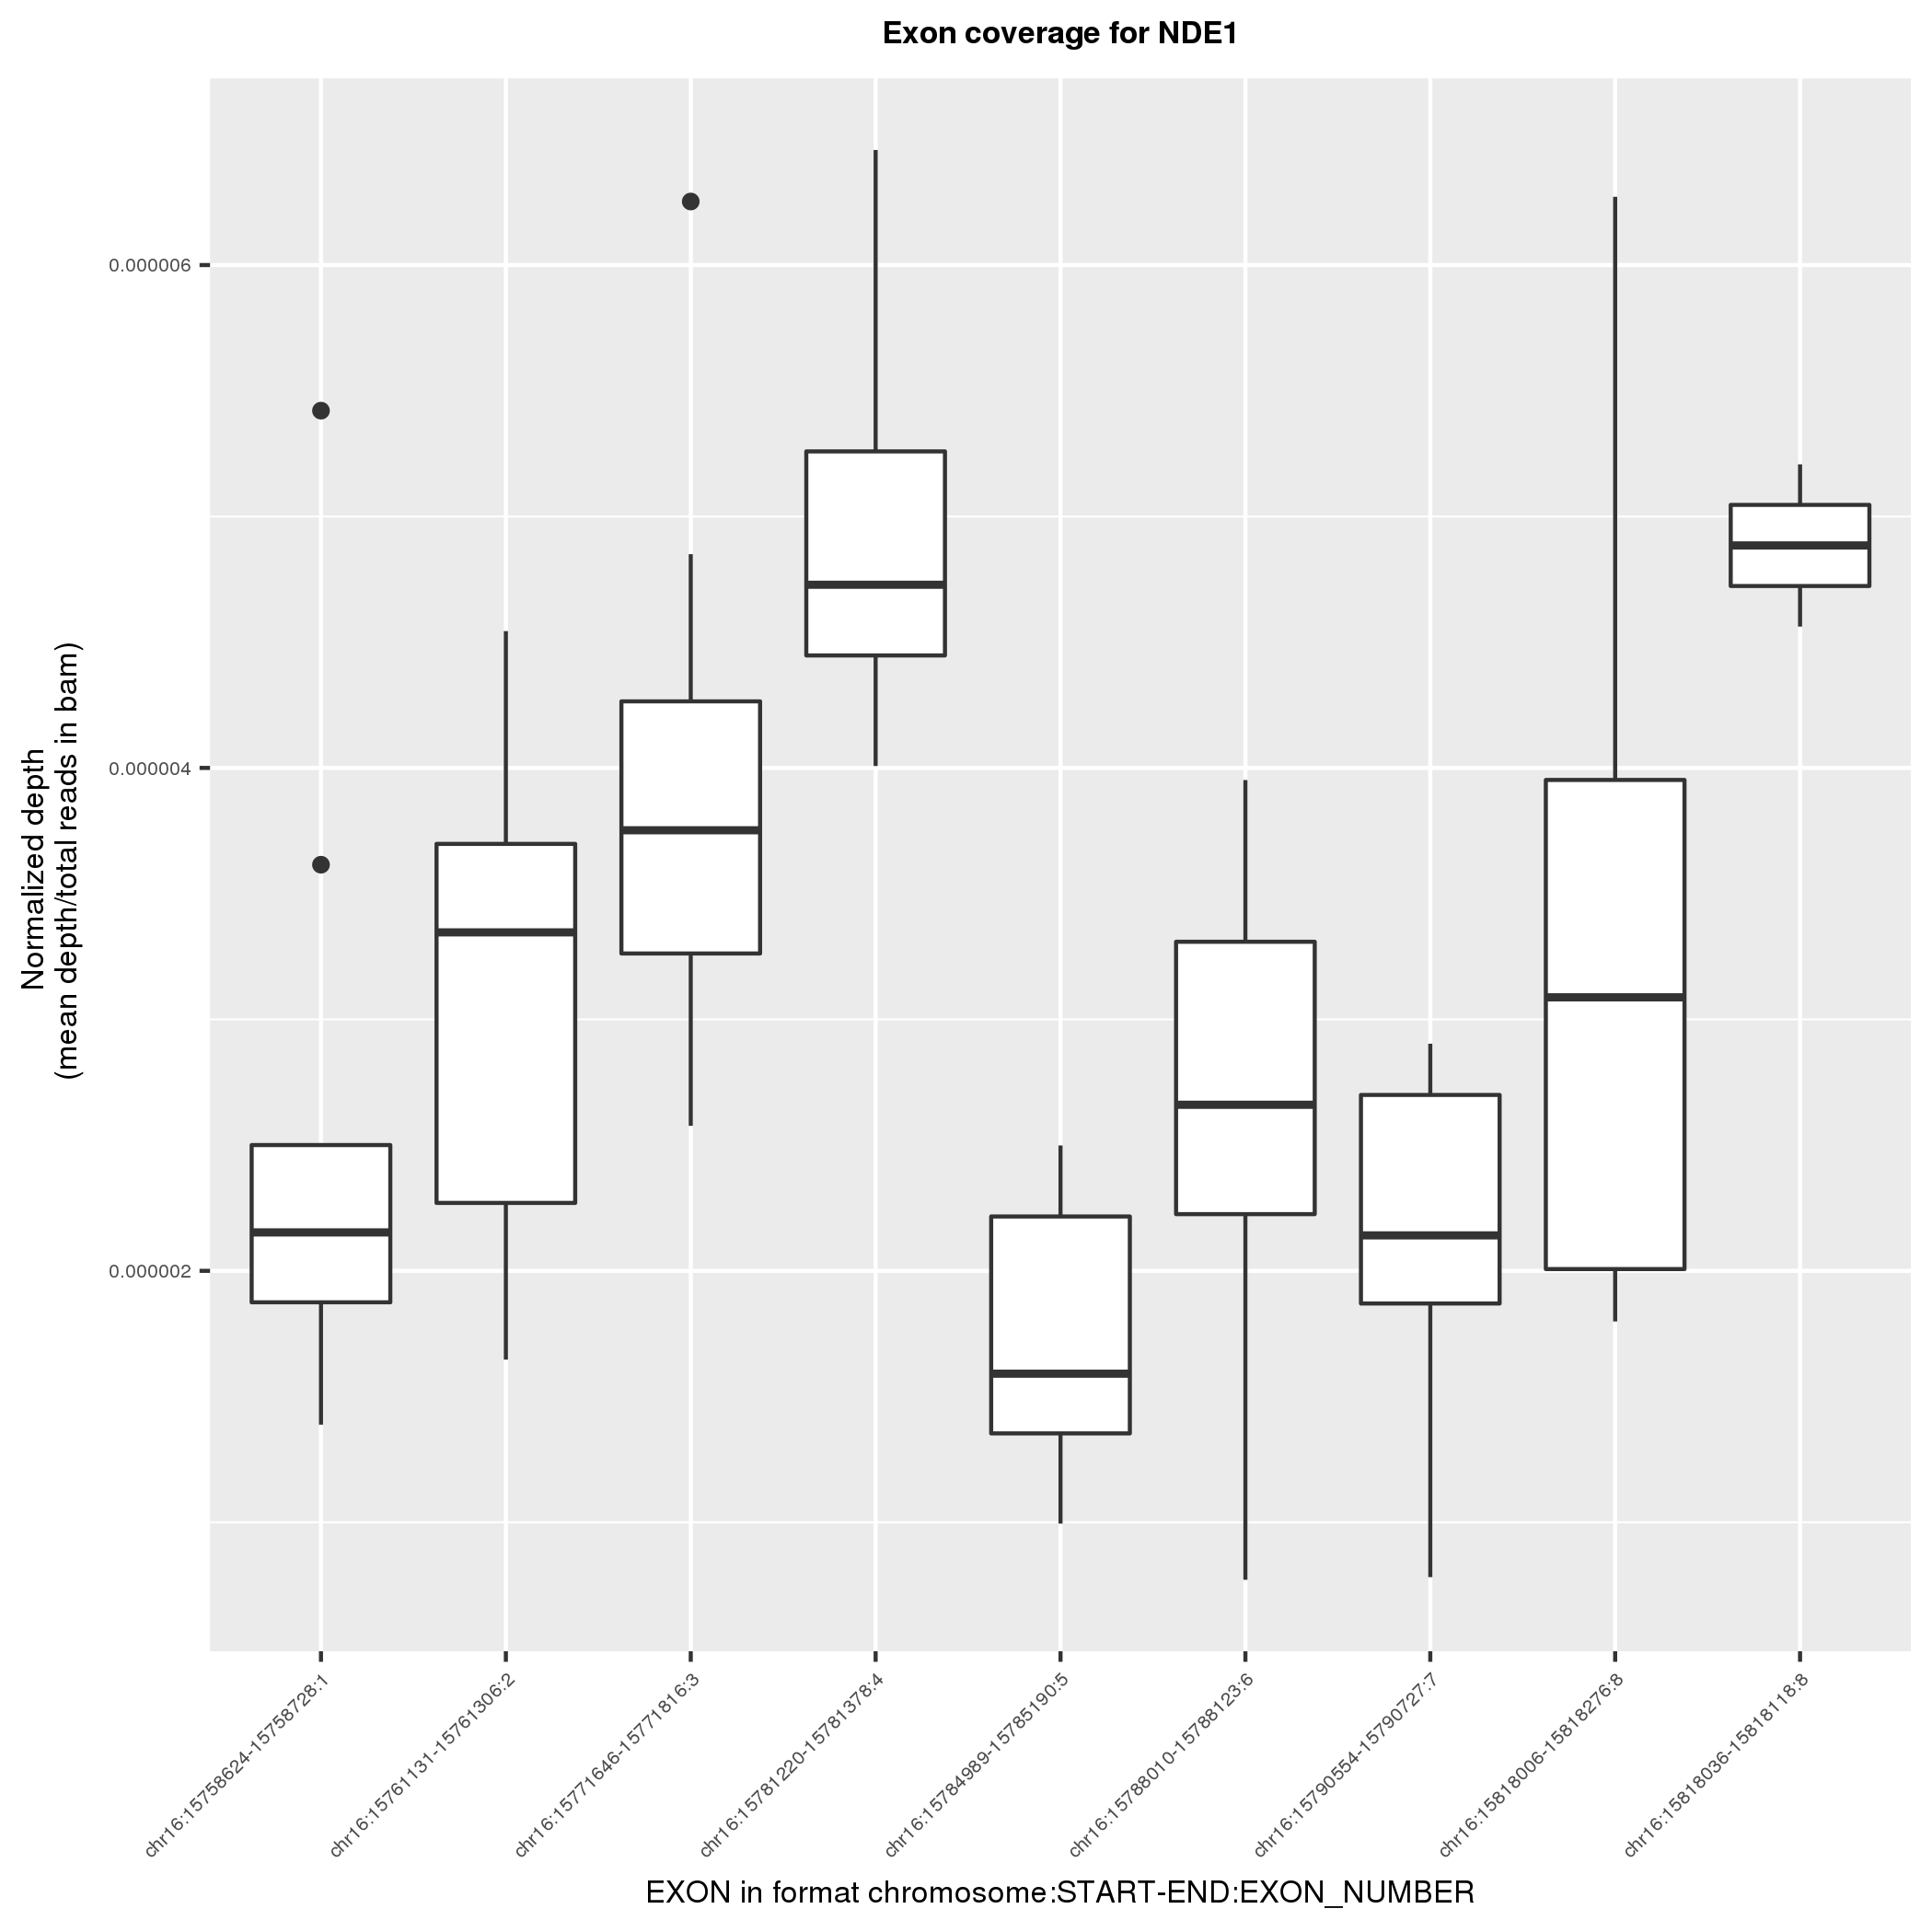 Exon coverage for NDE1
Normalized depth
(mean depth/total reads in bam)
0.000006
0.000004
0.000002
chr16:15758624-15758728:1
chr16:15761131-15761306:2
chr16:15771646-15771816:3
chr16:15781220-15781378:4
chr16:15784989-15785190:5
chr16:15788010-15788123:6
chr16:15790554-15790727:7
chr16:15818006-15818276:8
chr16:15818036-15818118:8
EXON in format chromosome:START-END:EXON_NUMBER